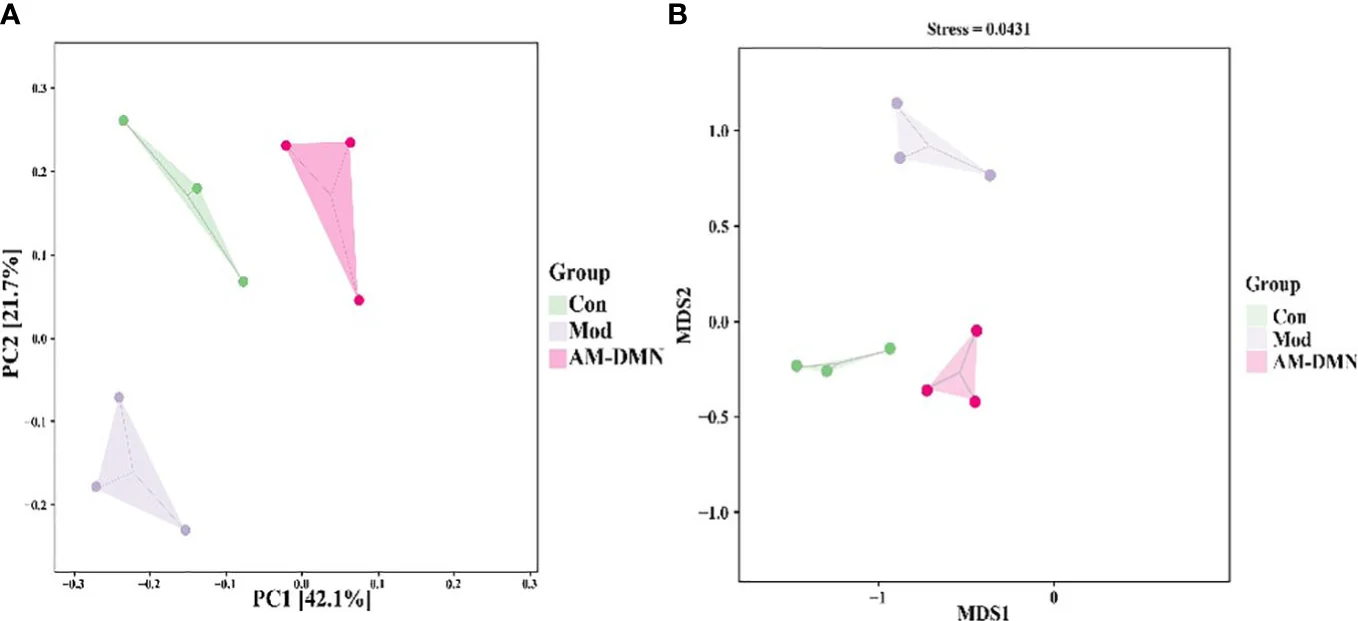 A
0.3
0.2
0.1
0.0
−0.1
−0.2
PC2 [21.7%]
−0.3 −0.2 −0.1 0.0 0.1 0.2 0.3
PC1 [42.1%]
Group
Con
Mod
AM-DMN
B
Stress = 0.0431
1.0
0.5
0.0
−0.5
−1.0
MDS2
−1 0
MDS1
Group
Con
Mod
AM-DMN